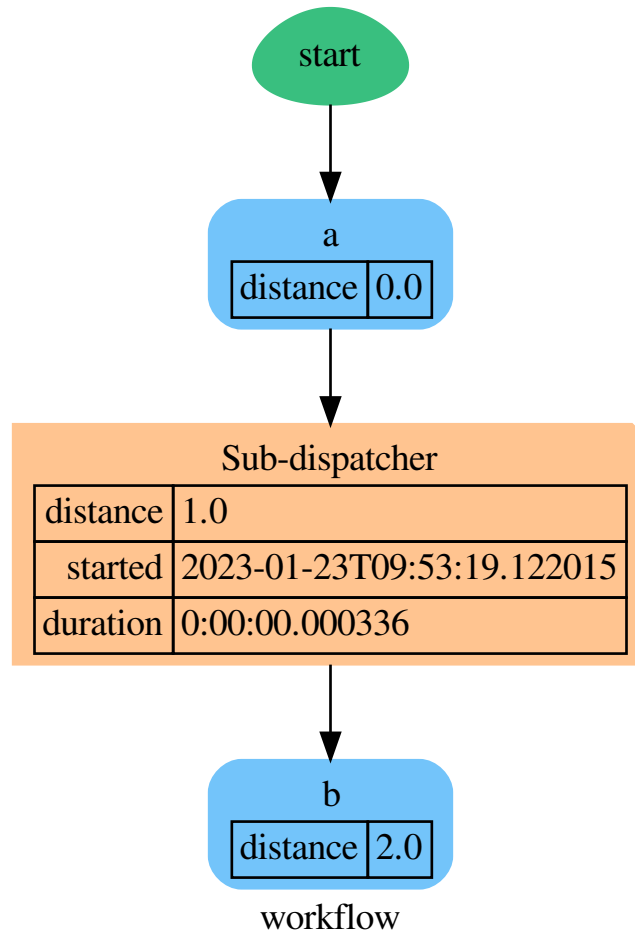 start
a
distance 0.0
Sub-dispatcher
distance 1.0
started 2023-01-23T09:53:19.122015
duration 0:00:00.000336
b
distance 2.0
workflow